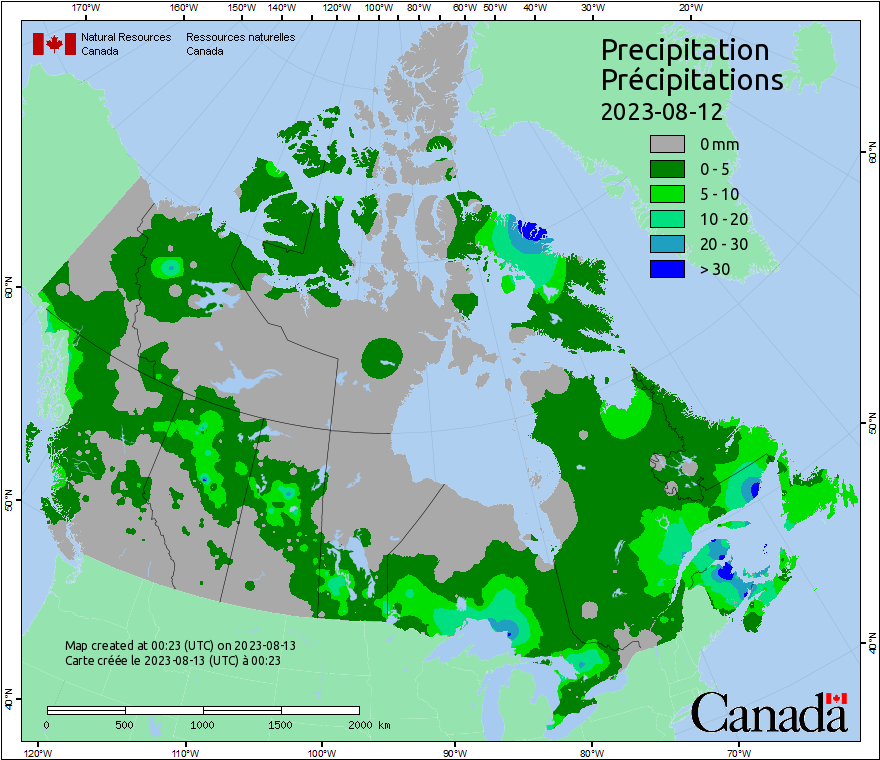 170°W 160°W 150°W 140°W 120°W 100°W 80°W 60°W 50°W 40°W 30°W 20°W
Natural Resources Canada
Ressources naturelles Canada
Precipitation
Précipitations
2023-08-12
0 mm
0 - 5
5 - 10
10 - 20
20 - 30
> 30
60°N
50°N
40°N
60°N
50°N
40°N
Map created at 00:23 (UTC) on 2023-08-13
Carte créée le 2023-08-13 (UTC) à 00:23
0 500 1000 1500 2000 km
Canada
120°W 110°W 100°W 90°W 80°W 70°W